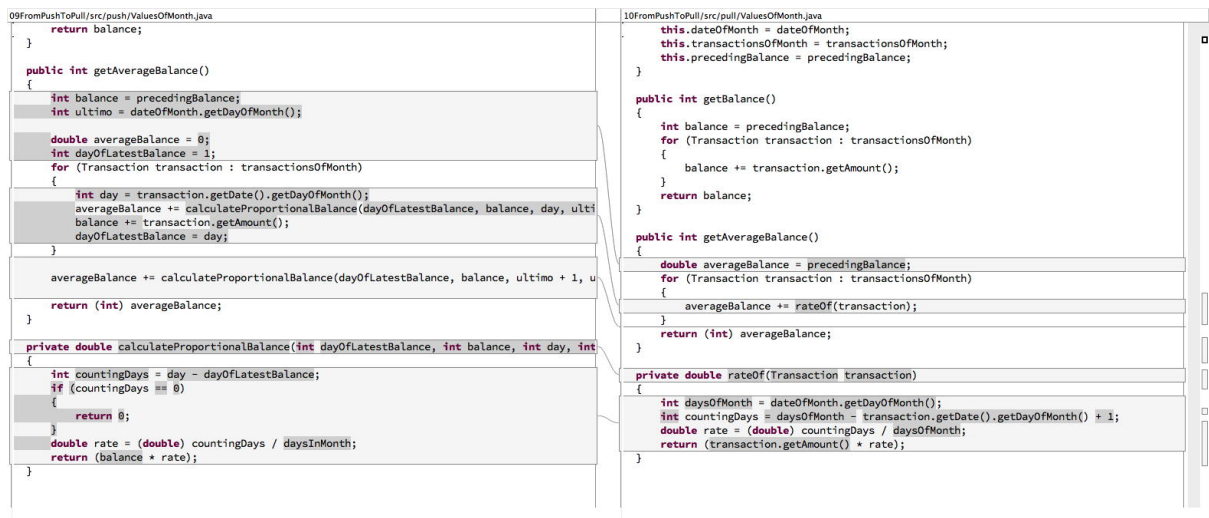 09FromPushToPull/src/push/ValuesOfMonth.java
return balance;
}
public int getAverageBalance()
{
int balance = precedingBalance;
int ultimo = dateOfMonth.getDayOfMonth();
double averageBalance = 0;
int dayOfLatestBalance = 1;
for (Transaction transaction : transactionsOfMonth)
{
int day = transaction.getDate().getDayOfMonth();
averageBalance += calculateProportionalBalance(dayOfLatestBalance, balance, day, ulti
balance += transaction.getAmount();
dayOfLatestBalance = day;
}
averageBalance += calculateProportionalBalance(dayOfLatestBalance, balance, ultimo + 1, u
return (int) averageBalance;
}
private double calculateProportionalBalance(int dayOfLatestBalance, int balance, int day, int
{
int countingDays = day - dayOfLatestBalance;
if (countingDays == 0)
{
return 0;
}
double rate = (double) countingDays / daysInMonth;
return (balance * rate);
}
10FromPushToPull/src/pull/ValuesOfMonth.java
this.dateOfMonth = dateOfMonth;
this.transactionsOfMonth = transactionsOfMonth;
this.precedingBalance = precedingBalance;
}
public int getBalance()
{
int balance = precedingBalance;
for (Transaction transaction : transactionsOfMonth)
{
balance += transaction.getAmount();
}
return balance;
}
public int getAverageBalance()
{
double averageBalance = precedingBalance;
for (Transaction transaction : transactionsOfMonth)
{
averageBalance += rateOf(transaction);
}
return (int) averageBalance;
}
private double rateOf(Transaction transaction)
{
int daysOfMonth = dateOfMonth.getDayOfMonth();
int countingDays = daysOfMonth - transaction.getDate().getDayOfMonth() + 1;
double rate = (double) countingDays / daysOfMonth;
return (transaction.getAmount() * rate);
}